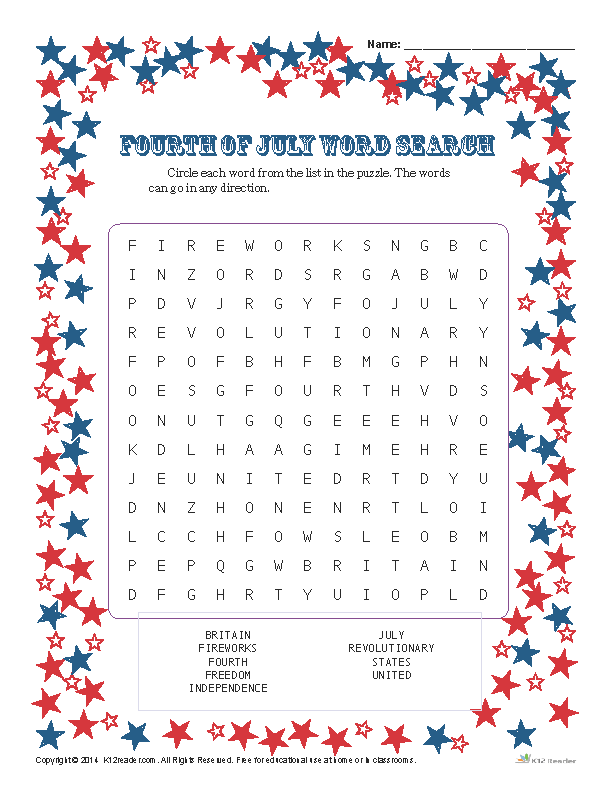 Name: ___________________________
FOURTH OF JULY WORD SEARCH
Circle each word from the list in the puzzle. The words
can go in any direction.
F I R E W O R K S N G B C
I N Z O R D S R G A B W D
P D V J R G Y F O J U L Y
R E V O L U T I O N A R Y
F P O F B H F B M G P H N
O E S G F O U R T H V D S
O N U T G Q G E E E H V O
K D L H A A G I M E H R E
J E U N I T E D R T D Y U
D N Z H O N E N R T L O I
L C C H F O W S L E O B M
P E P Q G W B R I T A I N
D F G H R T Y U I O P L D
BRITAIN JULY
FIREWORKS REVOLUTIONARY
FOURTH STATES
FREEDOM UNITED
INDEPENDENCE
Copyright© 2014 K12reader.com. All Rights Reserved. Free for educational use at home or in classrooms.
K12 Reader